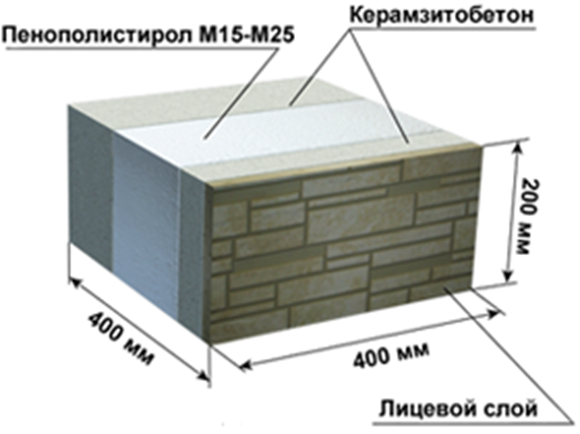 Керамзитобетон
Пенополистирол М15-М25
200 мм
400 мм
400 мм
Лицевой слой